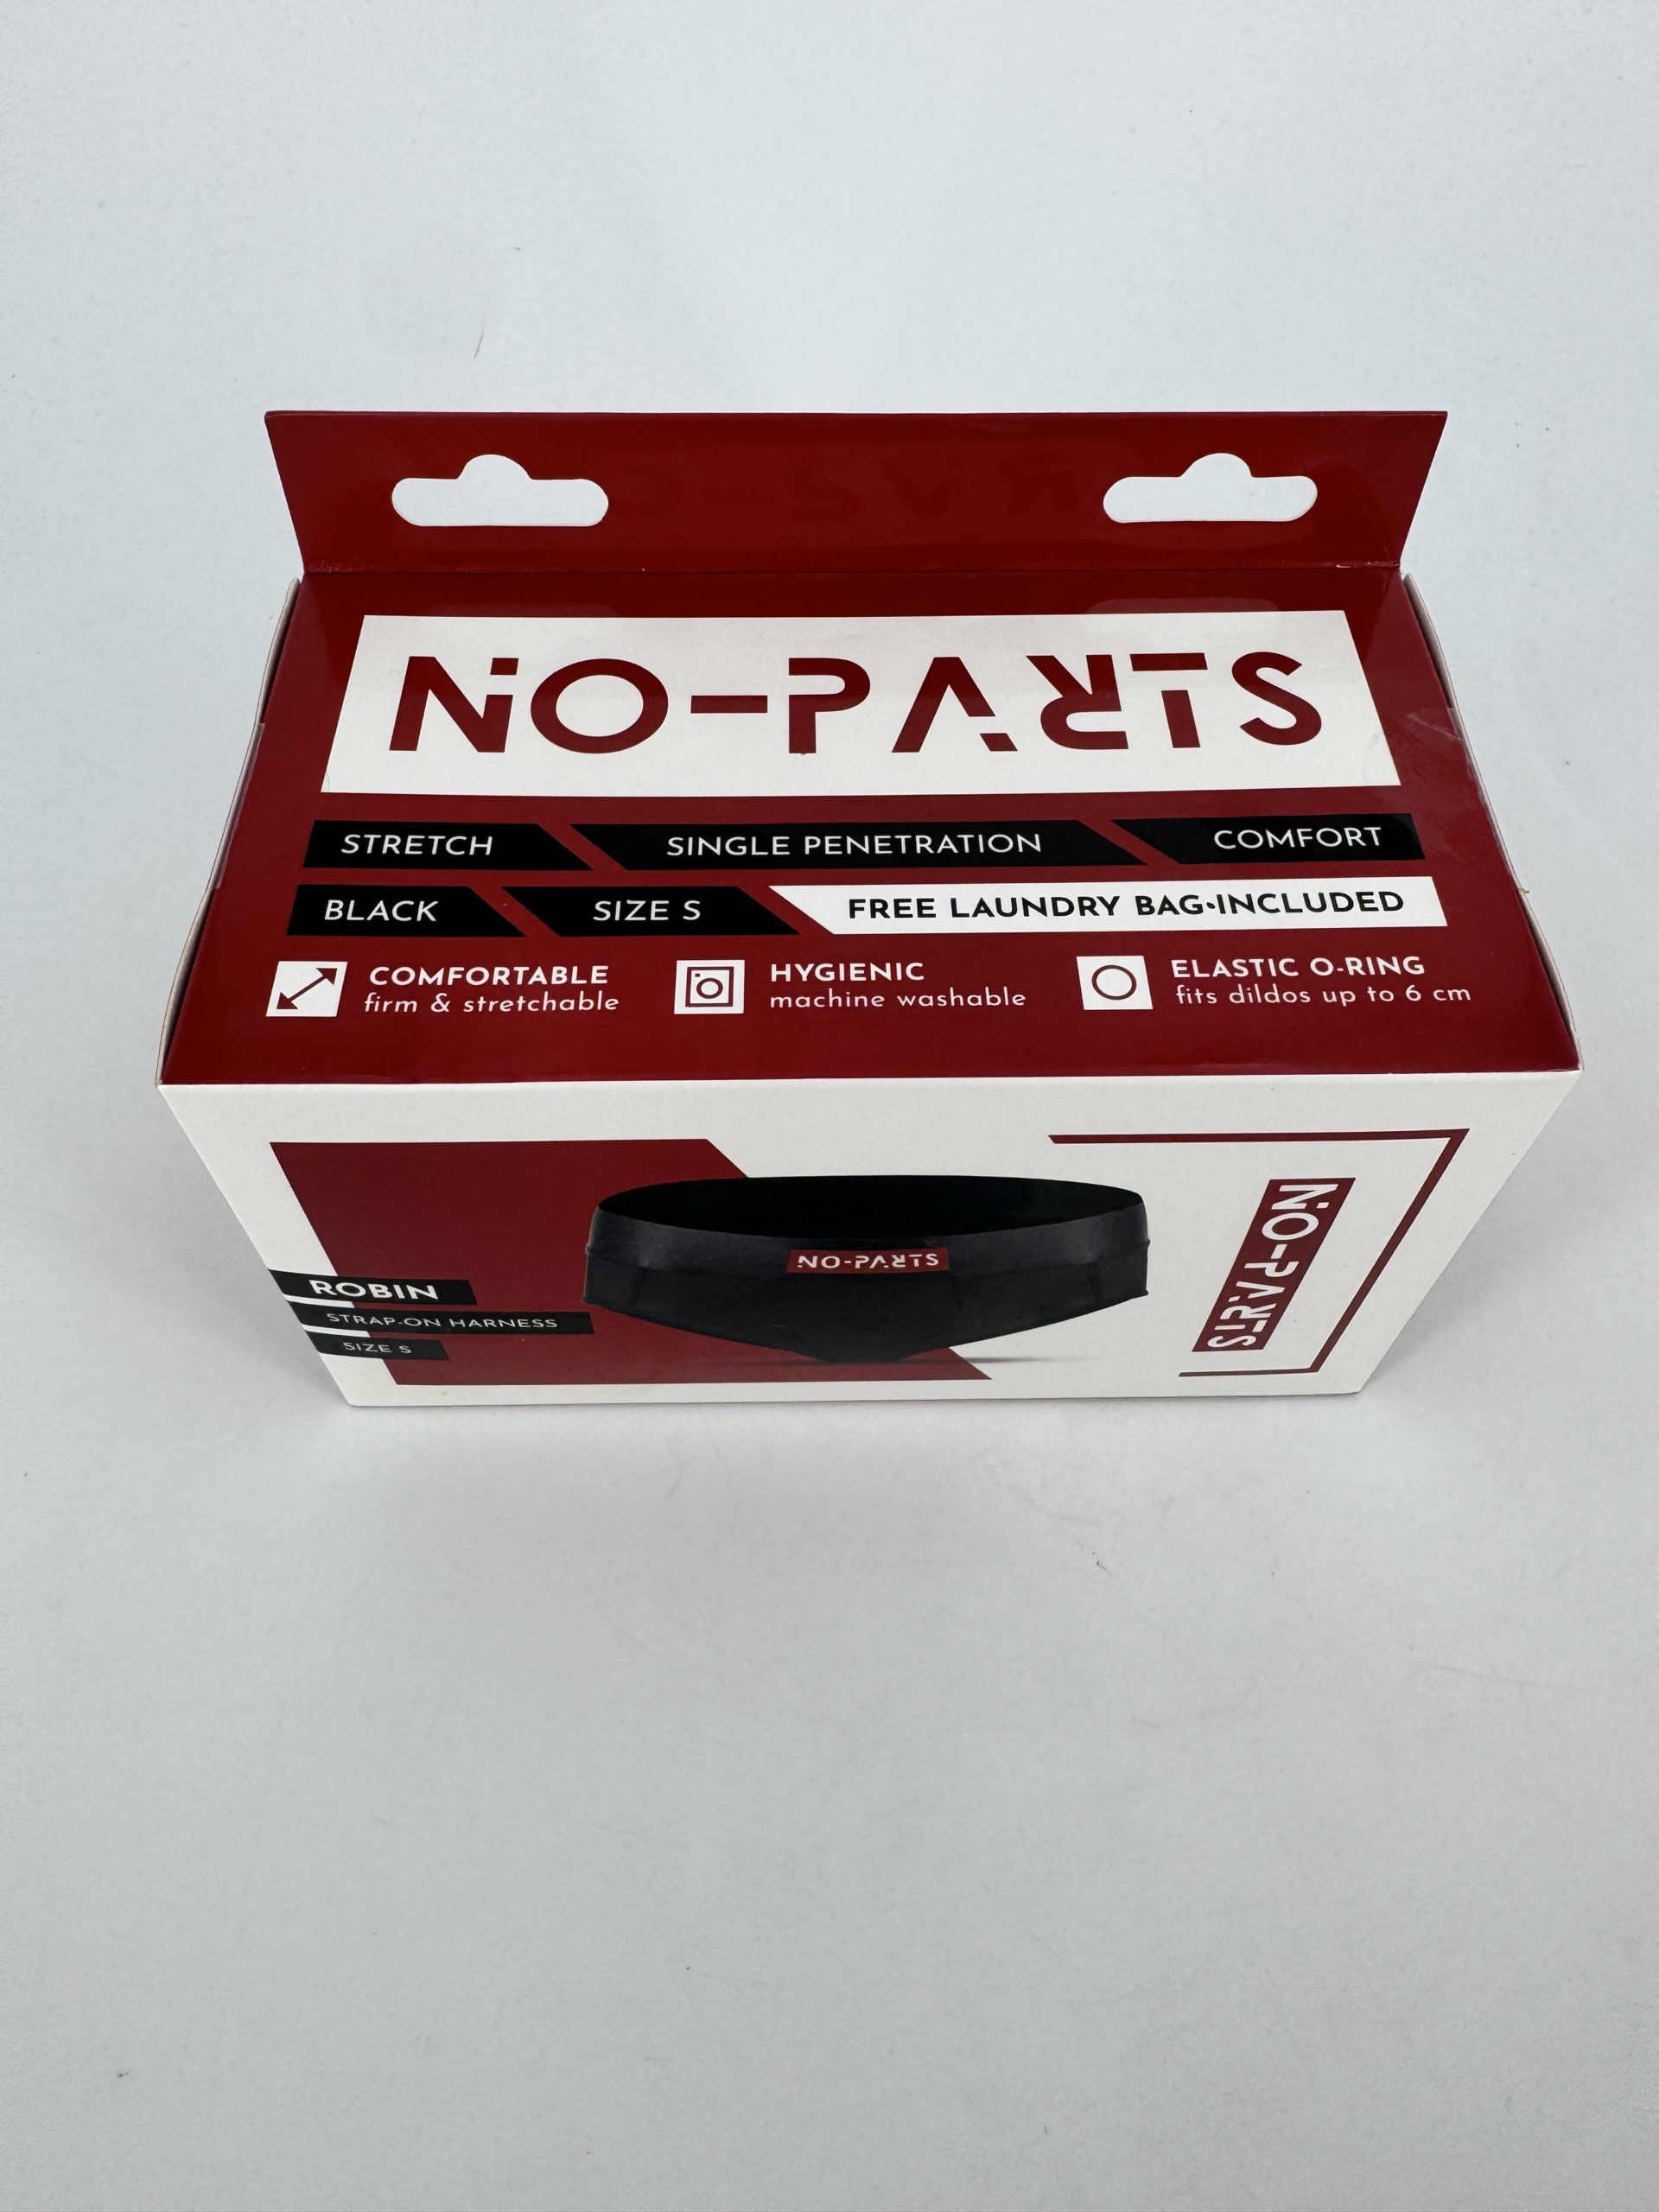 NO-PARTS
STRETCH
SINGLE PENETRATION
COMFORT
BLACK
SIZE S
FREE LAUNDRY BAG•INCLUDED
COMFORTABLE
firm & stretchable
HYGIENIC
machine washable
ELASTIC O-RING
fits dildos up to 6 cm
NO-PARTS
NO-PARTS
ROBIN
STRAP-ON HARNESS
SIZE S